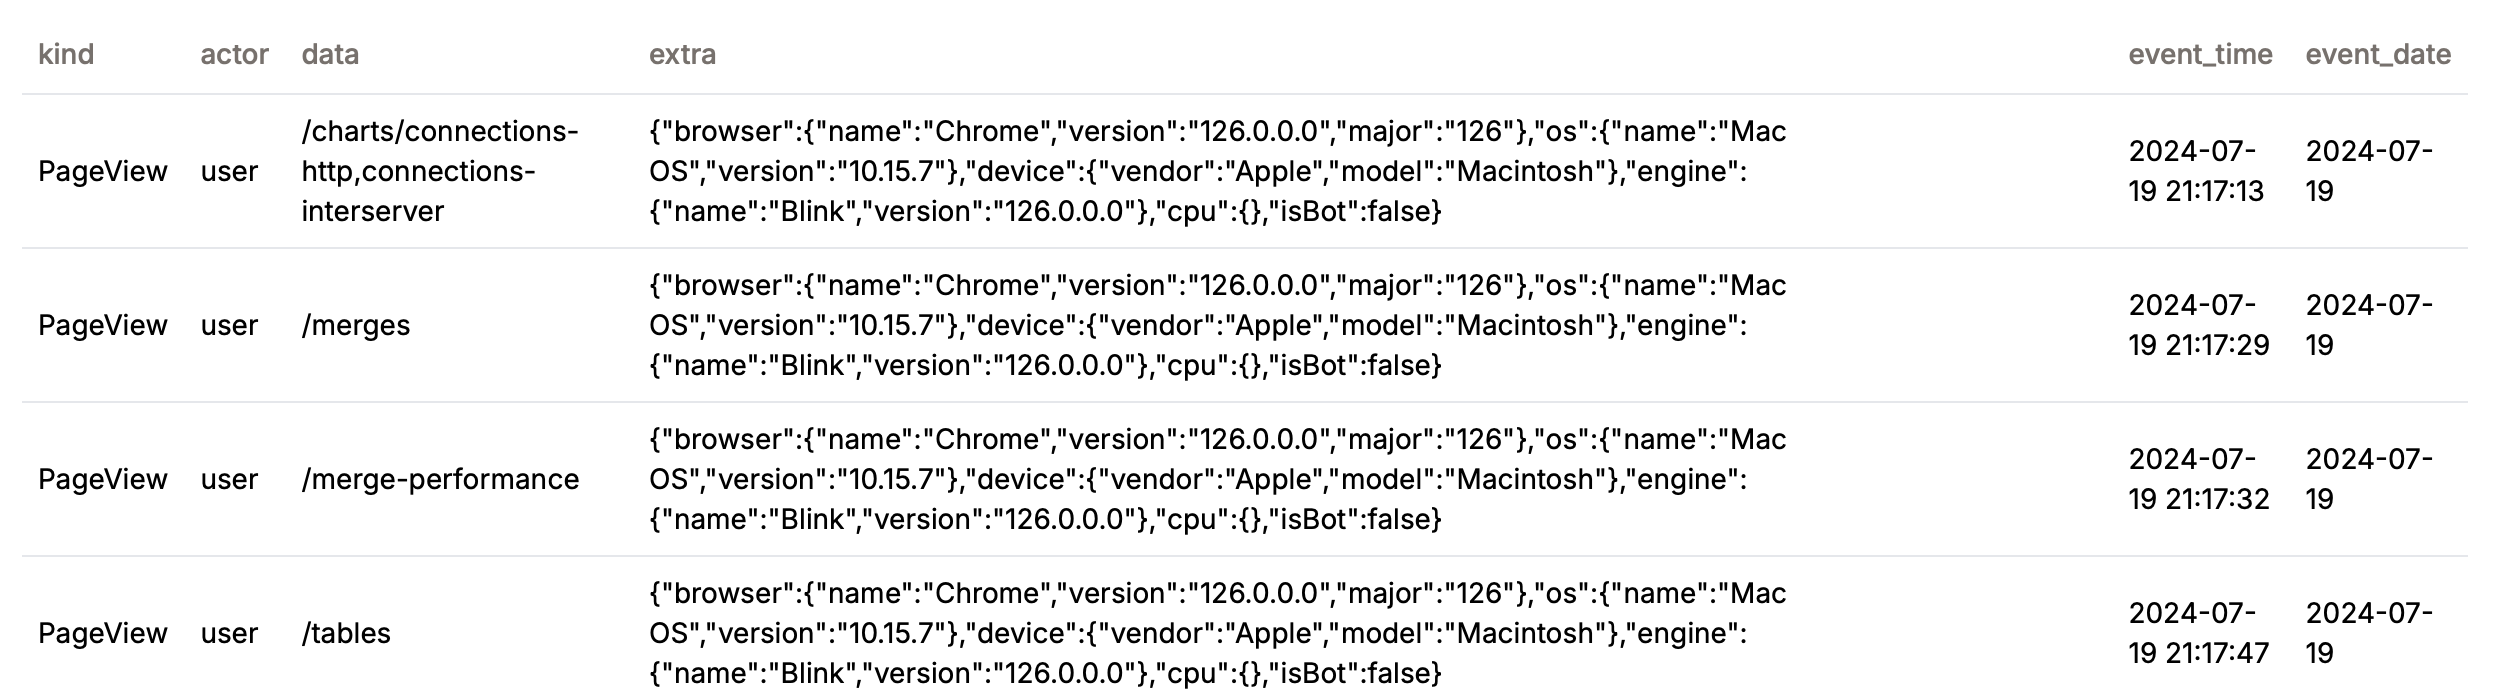 kind actor data extra event_time event_date
/charts/connections-
http,connections-
interserver
PageView user
{"browser":{"name":"Chrome","version":"126.0.0.0","major":"126"},"os":{"name":"Mac
OS","version":"10.15.7"},"device":{"vendor":"Apple","model":"Macintosh"},"engine":
{"name":"Blink","version":"126.0.0.0"},"cpu":{},"isBot":false}
2024-07-
19 21:17:13
2024-07-
19
PageView user /merges
{"browser":{"name":"Chrome","version":"126.0.0.0","major":"126"},"os":{"name":"Mac
OS","version":"10.15.7"},"device":{"vendor":"Apple","model":"Macintosh"},"engine":
{"name":"Blink","version":"126.0.0.0"},"cpu":{},"isBot":false}
2024-07-
19 21:17:29
2024-07-
19
PageView user /merge-performance
{"browser":{"name":"Chrome","version":"126.0.0.0","major":"126"},"os":{"name":"Mac
OS","version":"10.15.7"},"device":{"vendor":"Apple","model":"Macintosh"},"engine":
{"name":"Blink","version":"126.0.0.0"},"cpu":{},"isBot":false}
2024-07-
19 21:17:32
2024-07-
19
PageView user /tables
{"browser":{"name":"Chrome","version":"126.0.0.0","major":"126"},"os":{"name":"Mac
OS","version":"10.15.7"},"device":{"vendor":"Apple","model":"Macintosh"},"engine":
{"name":"Blink","version":"126.0.0.0"},"cpu":{},"isBot":false}
2024-07-
19 21:17:47
2024-07-
19